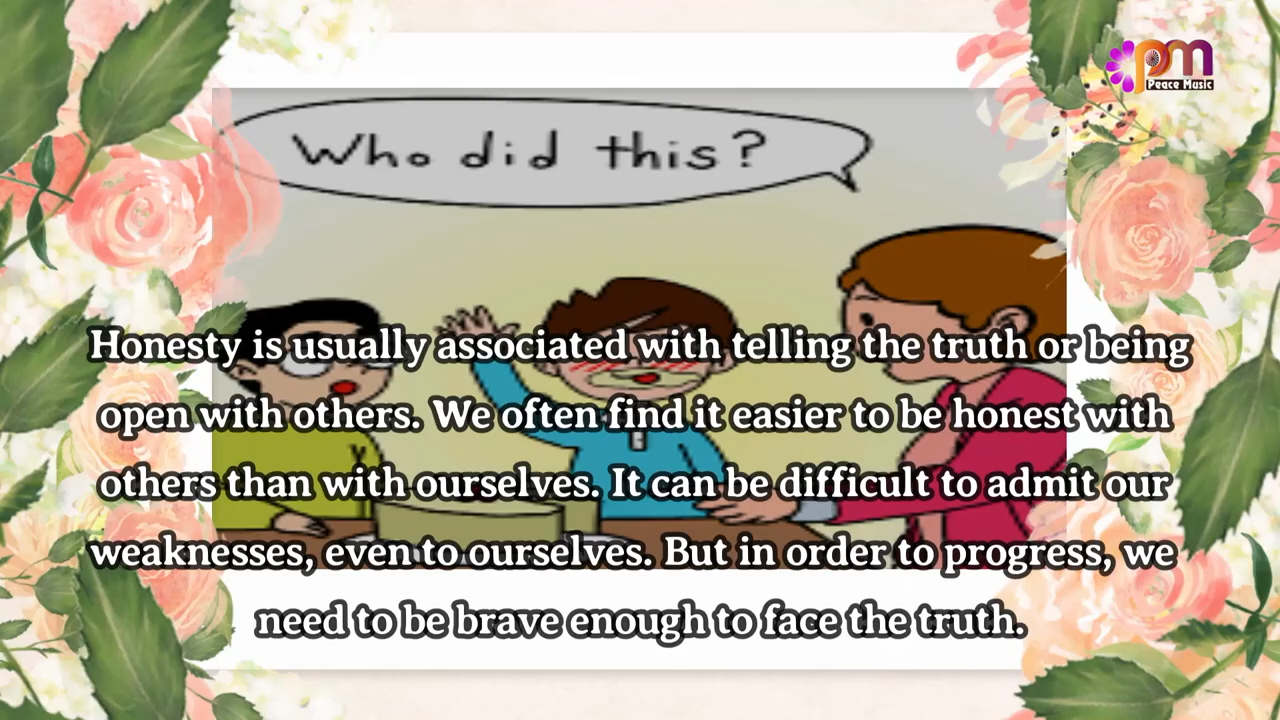 pm
Peace Music
Who did this?
Honesty is usually associated with telling the truth or being
open with others. We often find it easier to be honest with
others than with ourselves. It can be difficult to admit our
weaknesses, even to ourselves. But in order to progress, we
need to be brave enough to face the truth.